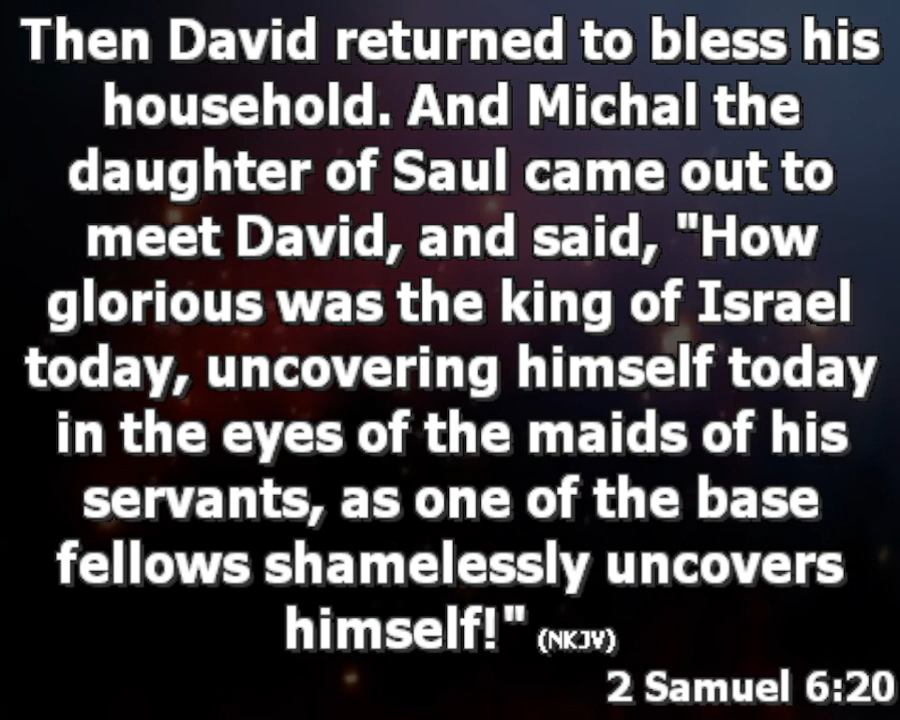 Then David returned to bless his
household. And Michal the
daughter of Saul came out to
meet David, and said, "How
glorious was the king of Israel
today, uncovering himself today
in the eyes of the maids of his
servants, as one of the base
fellows shamelessly uncovers
himself!" (NKJV)
2 Samuel 6:20